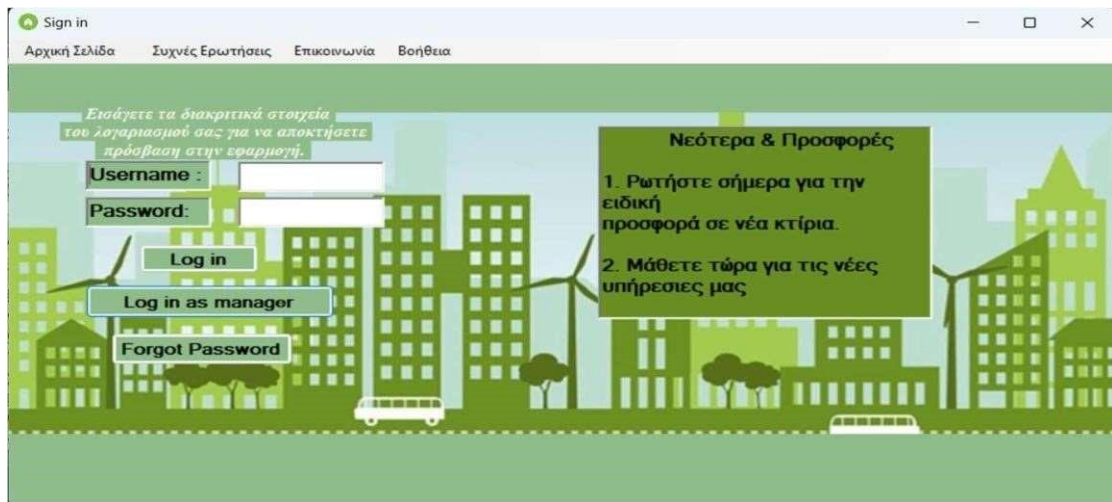 Sign in
Αρχική Σελίδα Συχνές Ερωτήσεις Επικοινωνία Βοήθεια
Εισάγετε τα διακριτικά στοιχεία
του λογαριασμού σας για να αποκτήσετε
πρόσβαση στην εφαρμογή.
Username :
Password:
Log in
Log in as manager
Forgot Password
Νεότερα & Προσφορές
1. Ρωτήστε σήμερα για την
ειδική
προσφορά σε νέα κτίρια.
2. Μάθετε τώρα για τις νέες
υπήρεσιες μας